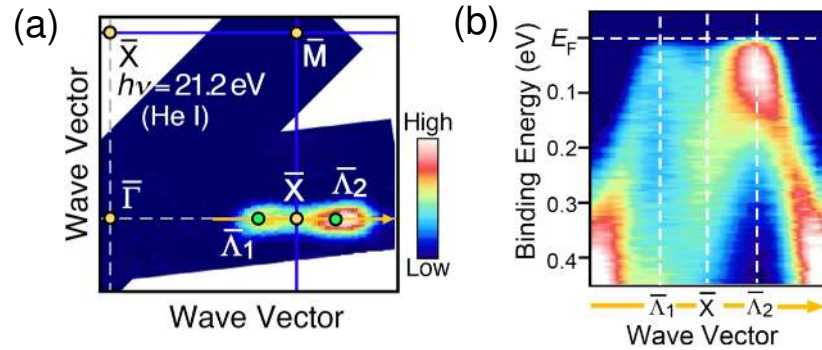 (a)
X̄
M̄
hν = 21.2 eV
(He I)
Γ̄
X̄
Λ̄2
Λ̄1
Wave Vector
Wave Vector
High
Low
(b)
EF
0.1
0.2
0.3
0.4
Binding Energy (eV)
Λ̄1 X̄ Λ̄2
Wave Vector